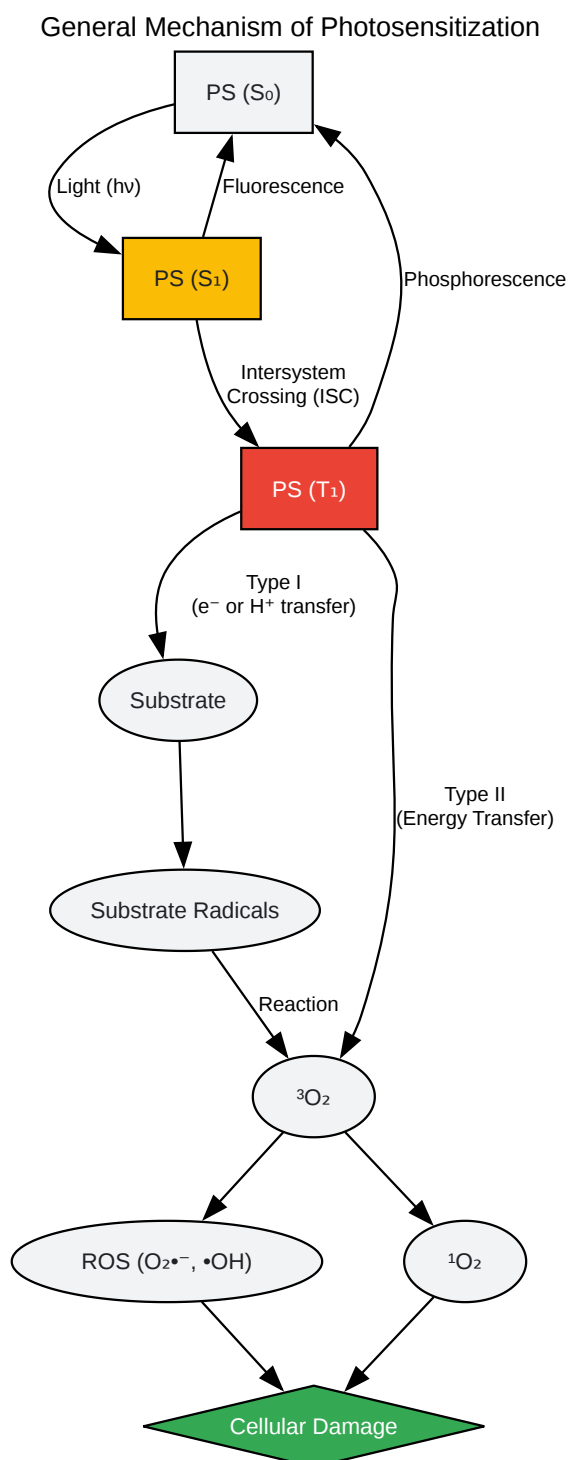 General Mechanism of Photosensitization
PS (S₀)
Light (hν)
Fluorescence
PS (S₁)
Phosphorescence
Intersystem
Crossing (ISC)
PS (T₁)
Type I
(e⁻ or H⁺ transfer)
Substrate
Type II
(Energy Transfer)
Substrate Radicals
Reaction
³O₂
ROS (O₂•⁻, •OH)
¹O₂
Cellular Damage